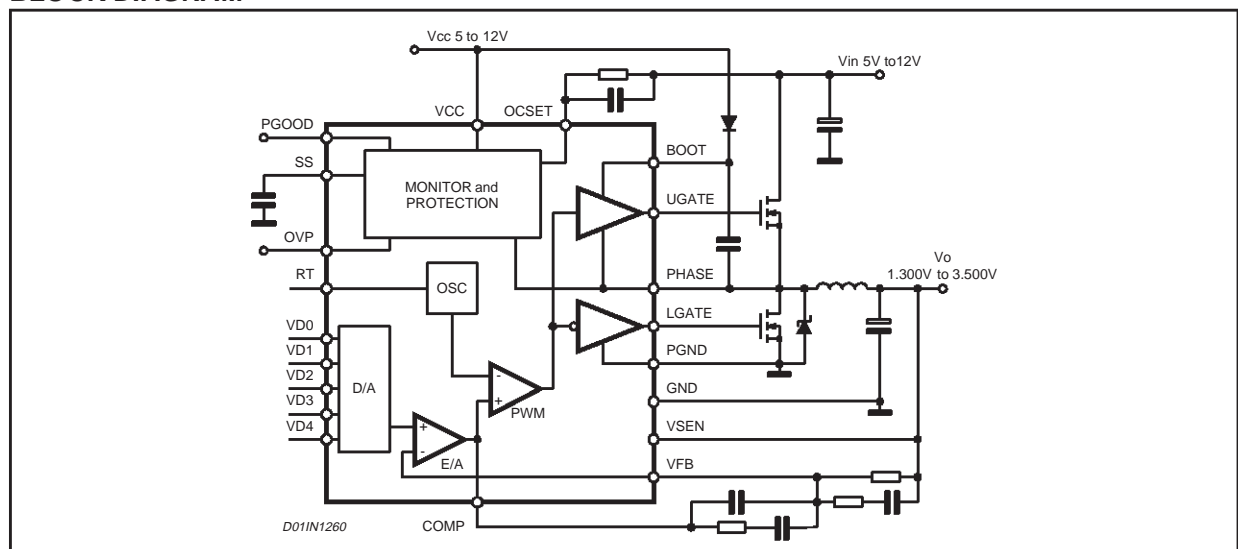 BLOCK DIAGRAM
Vcc 5 to 12V
Vin 5V to12V
VCC
OCSET
PGOOD
BOOT
SS
MONITOR and
PROTECTION
UGATE
OVP
PHASE
Vo
1.300V to 3.500V
RT
OSC
LGATE
VD0
PGND
VD1
-
VD2
D/A
GND
+
PWM
VD3
VD4
+
VSEN
-
E/A
VFB
D01IN1260
COMP